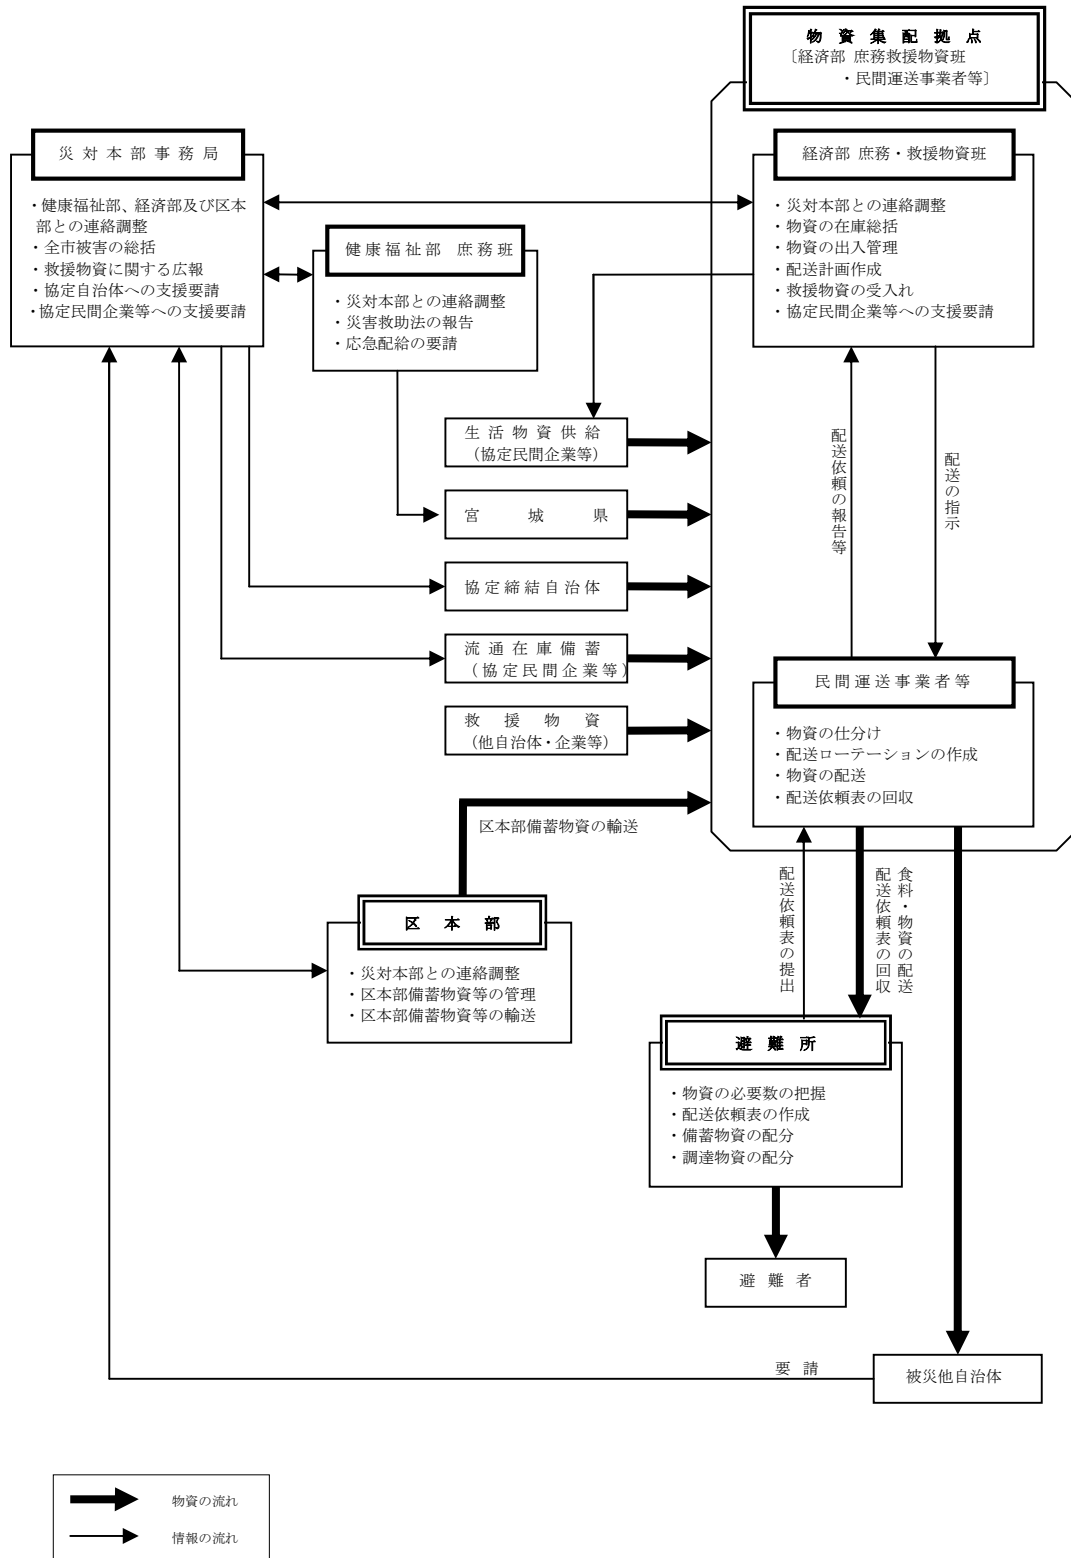 物資集配拠点
〔経済部 庶務救援物資班
・民間運送事業者等〕
災対本部事務局
・健康福祉部、経済部及び区本
部との連絡調整
・全市被害の総括
・救援物資に関する広報
・協定自治体への支援要請
・協定民間企業等への支援要請
健康福祉部 庶務班
・災対本部との連絡調整
・災害救助法の報告
・応急配給の要請
経済部 庶務・救援物資班
・災対本部との連絡調整
・物資の在庫総括
・物資の出入管理
・配送計画作成
・救援物資の受入れ
・協定民間企業等への支援要請
生活物資供給
（協定民間企業等）
宮城県
協定締結自治体
流通在庫備蓄
（協定民間企業等）
救援物資
（他自治体・企業等）
配送依頼の報告等
配送の指示
民間運送事業者等
・物資の仕分け
・配送ローテーションの作成
・物資の配送
・配送依頼表の回収
区本部備蓄物資の輸送
区本部
・災対本部との連絡調整
・区本部備蓄物資等の管理
・区本部備蓄物資等の輸送
配送依頼表の提出
食料・物資の配送
配送依頼表の回収
避難所
・物資の必要数の把握
・配送依頼表の作成
・備蓄物資の配分
・調達物資の配分
避難者
要請
被災他自治体
物資の流れ
情報の流れ